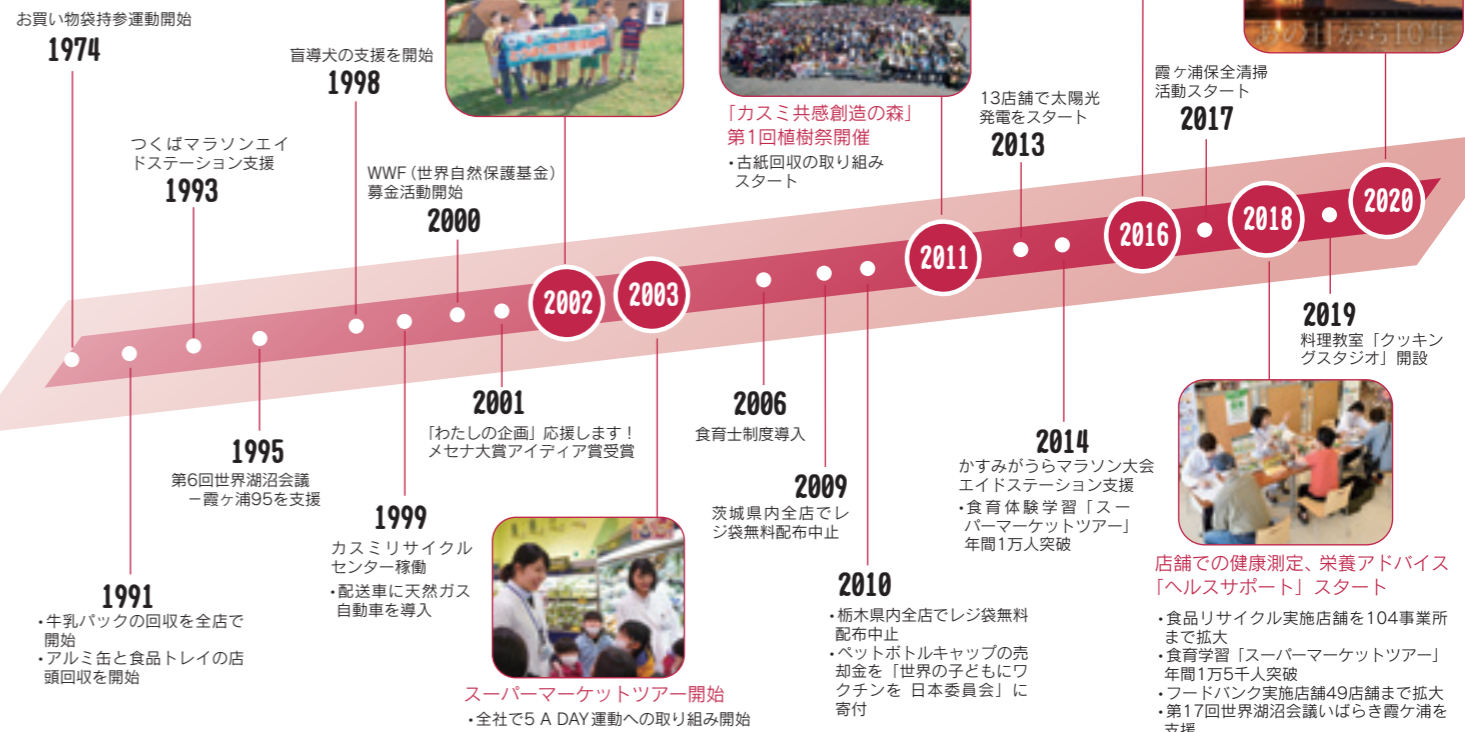 お買い物袋持参運動開始
1974
盲導犬の支援を開始
1998
つくばマラソンエイ
ドステーション支援
1993
WWF（世界自然保護基金）
募金活動開始
2000
「カスミ共感創造の森」
第1回植樹祭開催
・古紙回収の取り組み
スタート
13店舗で太陽光
発電をスタート
2013
霞ヶ浦保全清掃
活動スタート
2017
あの日から10年
2002
2003
2011
2016
2018
2020
1991
・牛乳パックの回収を全店で
開始
・アルミ缶と食品トレイの店
頭回収を開始
1995
第6回世界湖沼会議
－霞ヶ浦95を支援
1999
カスミリサイクル
センター稼働
・配送車に天然ガス
自動車を導入
2001
「わたしの企画」応援します！
メセナ大賞アイディア賞受賞
スーパーマーケットツアー開始
・全社で5 A DAY運動への取り組み開始
2006
食育士制度導入
2009
茨城県内全店でレ
ジ袋無料配布中止
2010
・栃木県内全店でレジ袋無料
配布中止
・ペットボトルキャップの売
却金を「世界の子どもにワ
クチンを 日本委員会」に
寄付
2014
かすみがうらマラソン大会
エイドステーション支援
・食育体験学習「スー
パーマーケットツアー」
年間1万人突破
2019
料理教室「クッキン
グスタジオ」開設
店舗での健康測定、栄養アドバイス
「ヘルスサポート」スタート
・食品リサイクル実施店舗を104事業所
まで拡大
・食育学習「スーパーマーケットツアー」
年間1万5千人突破
・フードバンク実施店舗49店舗まで拡大
・第17回世界湖沼会議いばらき霞ケ浦を
支援